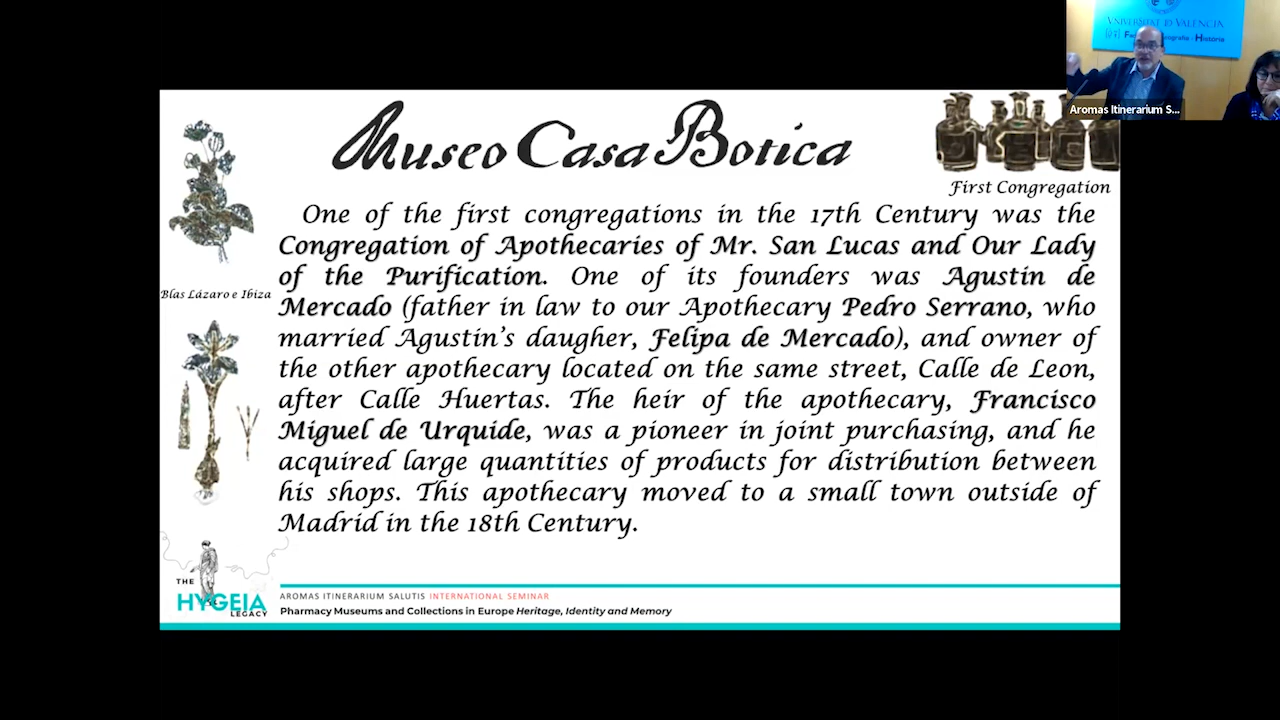 UNIVERSITAT D VALENCIA
Història
Aromas Itinerarium S...
Museo Casa Botica
First Congregation
One of the first congregations in the 17th Century was the
Congregation of Apothecaries of Mr. San Lucas and Our Lady
of the Purification. One of its founders was Agustin de
Mercado (father in law to our Apothecary Pedro Serrano, who
married Agustin's daugher, Felipa de Mercado), and owner of
the other apothecary located on the same street, Calle de Leon,
after Calle Huertas. The heir of the apothecary, Francisco
Miguel de Urquide, was a pioneer in joint purchasing, and he
acquired large quantities of products for distribution between
his shops. This apothecary moved to a small town outside of
Madrid in the 18th Century.
Blas Lázaro e Ibiza
THE
HYGEIA
LEGACY
AROMAS ITINERARIUM SALUTIS INTERNATIONAL SEMINAR
Pharmacy Museums and Collections in Europe Heritage, Identity and Memory